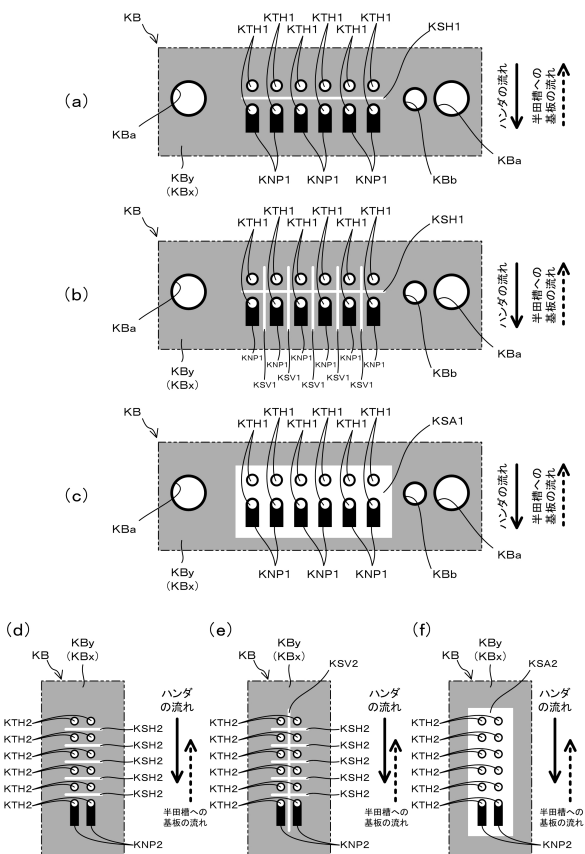 KB
KTH1 KTH1 KTH1
KTH1 KTH1 KTH1
KSH1
(a)
ハンダの流れ
半田槽への
基板の流れ
KBa
KBy
(KBx)
KNP1 KNP1 KNP1
KBb
KBa
KB
KTH1 KTH1 KTH1
KTH1 KTH1 KTH1
KSH1
(b)
ハンダの流れ
半田槽への
基板の流れ
KBa
KBy
(KBx)
KNP1 KNP1 KNP1 KNP1 KNP1 KNP1
KSV1 KSV1 KSV1 KSV1 KSV1
KBb
KBa
KB
KTH1 KTH1 KTH1
KTH1 KTH1 KTH1
KSA1
(c)
ハンダの流れ
半田槽への
基板の流れ
KBa
KBy
(KBx)
KNP1 KNP1 KNP1
KBb
KBa
(d)
KB
KBy
(KBx)
ハンダ
の流れ
KTH2
KTH2
KTH2
KTH2
KTH2
KTH2
KSH2
KSH2
KSH2
KSH2
KSH2
半田槽への
基板の流れ
KNP2
(e)
KB
KBy
(KBx)
KSV2
ハンダ
の流れ
KTH2
KTH2
KTH2
KTH2
KTH2
KTH2
KSH2
KSH2
KSH2
KSH2
KSH2
半田槽への
基板の流れ
KNP2
(f)
KB
KBy
(KBx)
KSA2
ハンダ
の流れ
KTH2
KTH2
KTH2
KTH2
KTH2
KTH2
半田槽への
基板の流れ
KNP2